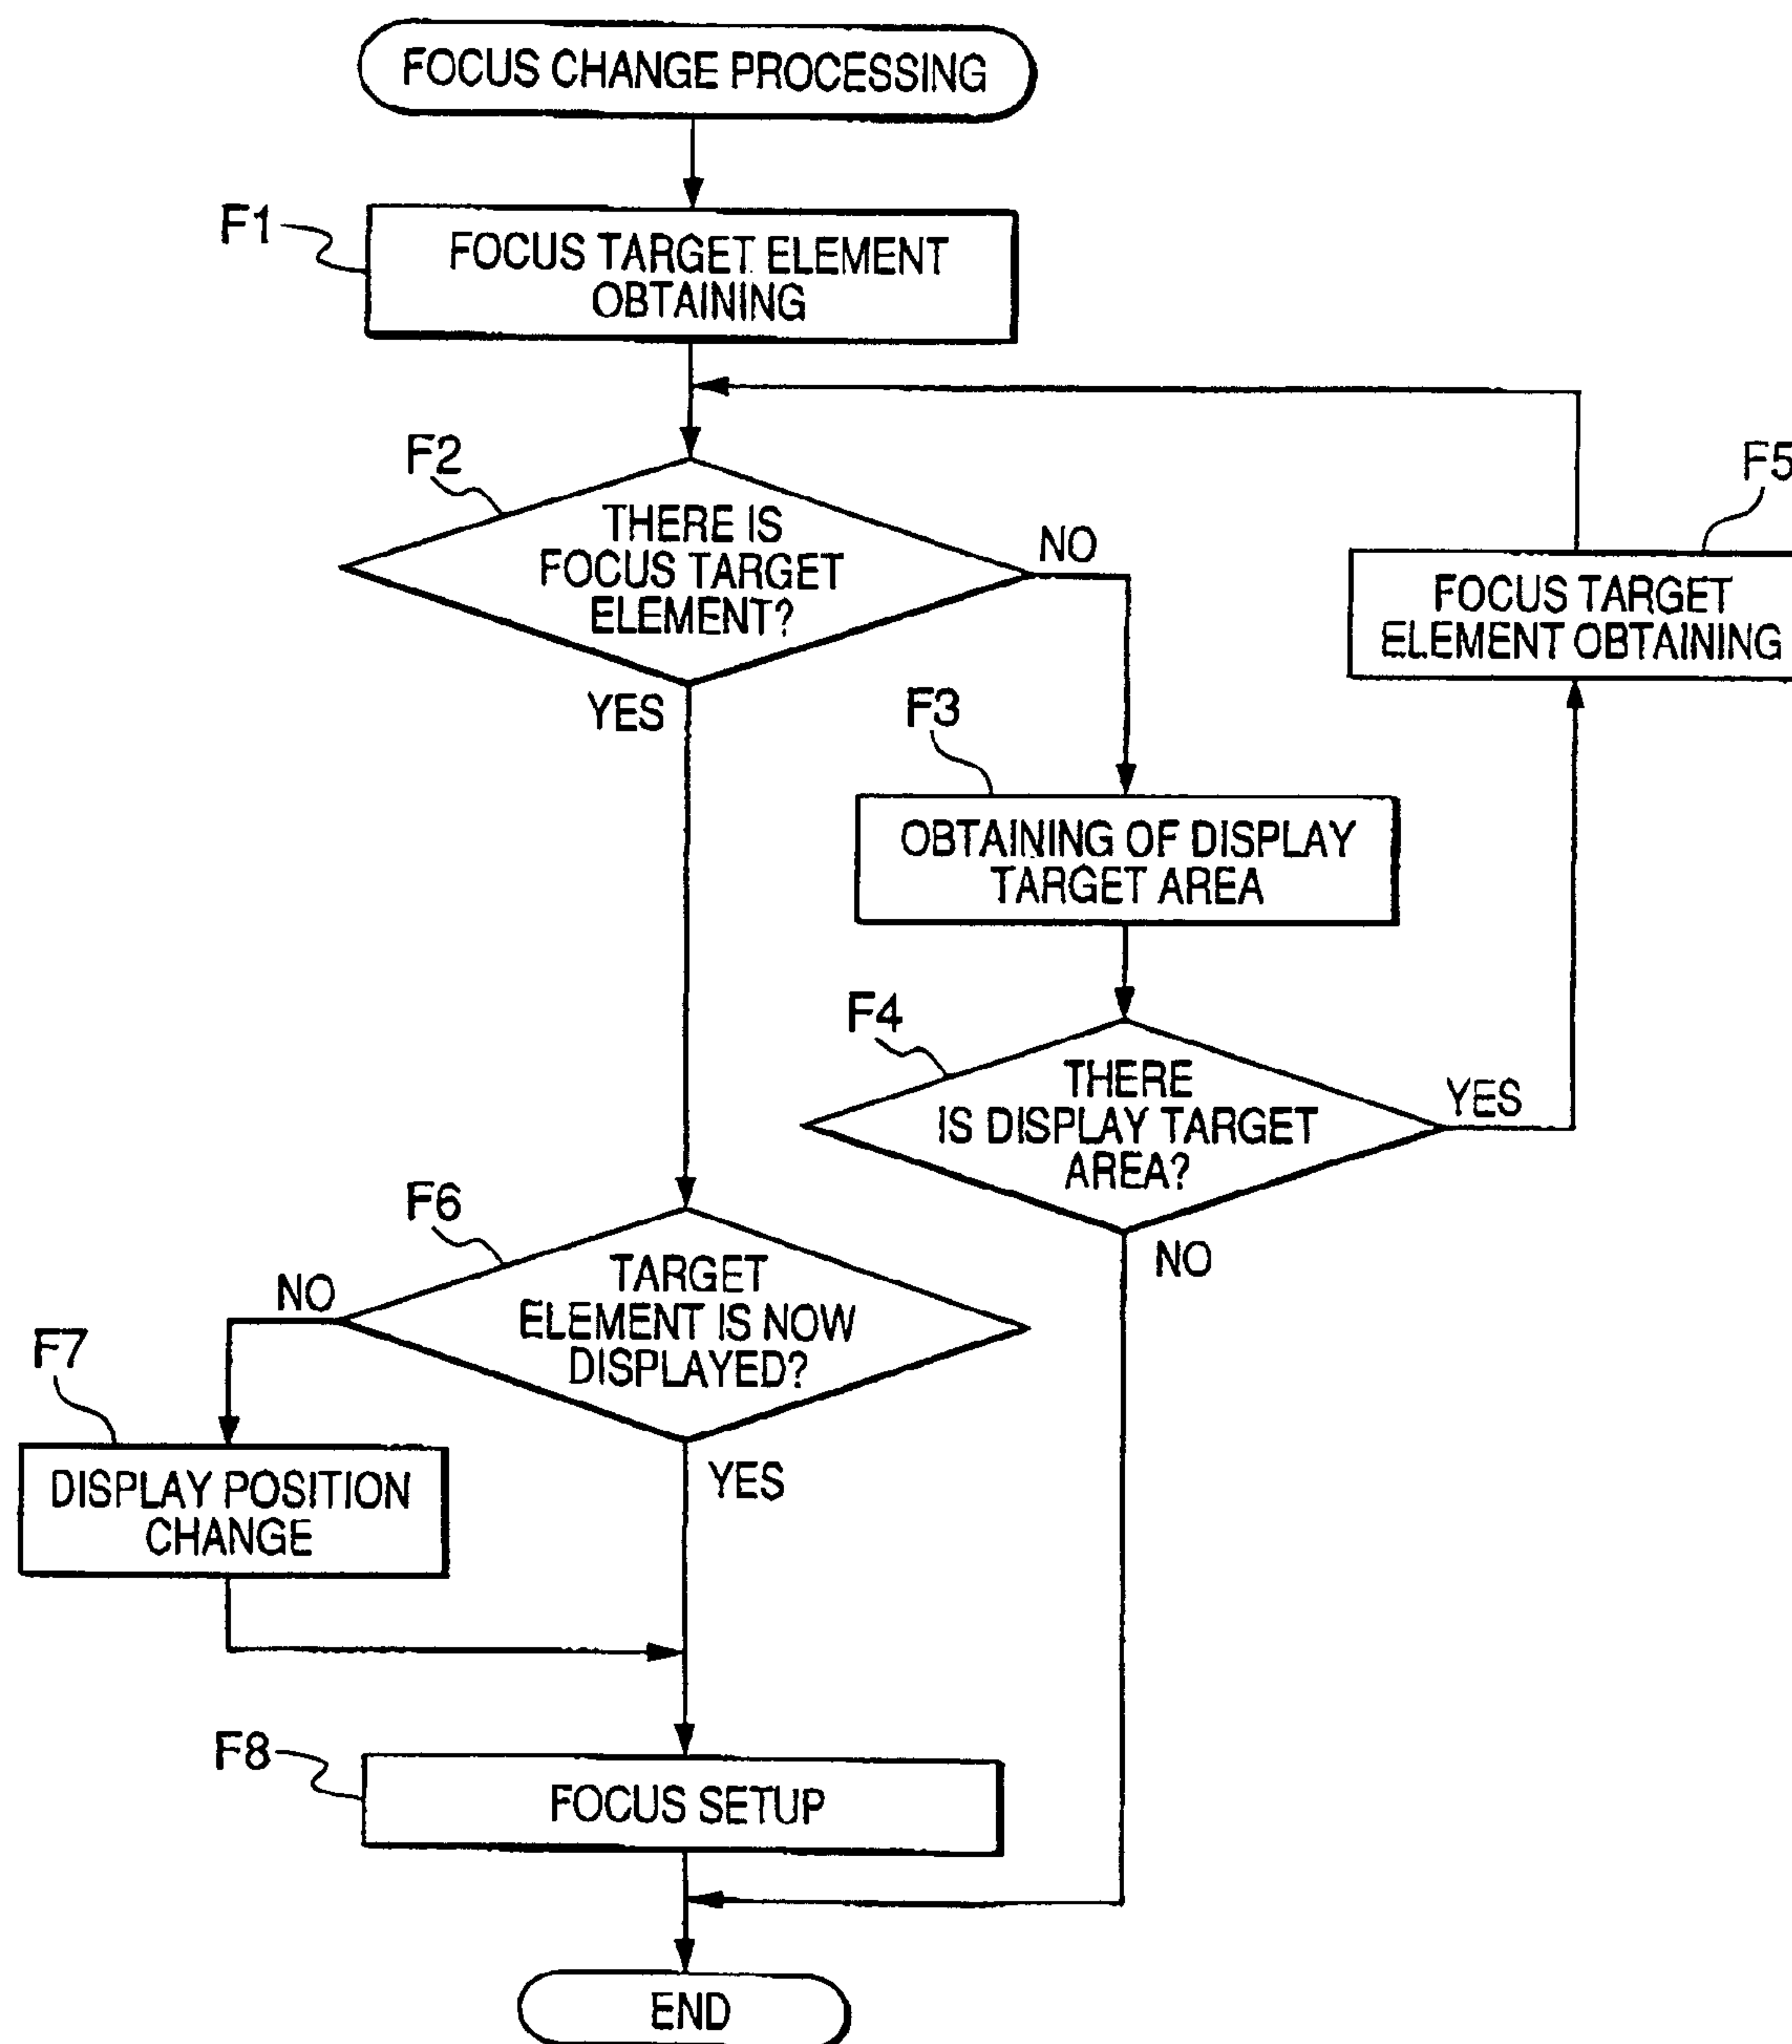 FOCUS CHANGE PROCESSING
F1
FOCUS TARGET ELEMENT
OBTAINING
F2
THERE IS
FOCUS TARGET
ELEMENT?
NO
YES
F5
FOCUS TARGET
ELEMENT OBTAINING
F3
OBTAINING OF DISPLAY
TARGET AREA
F4
THERE
IS DISPLAY TARGET
AREA?
YES
NO
F6
TARGET
ELEMENT IS NOW
DISPLAYED?
NO
YES
F7
DISPLAY POSITION
CHANGE
F8
FOCUS SETUP
END